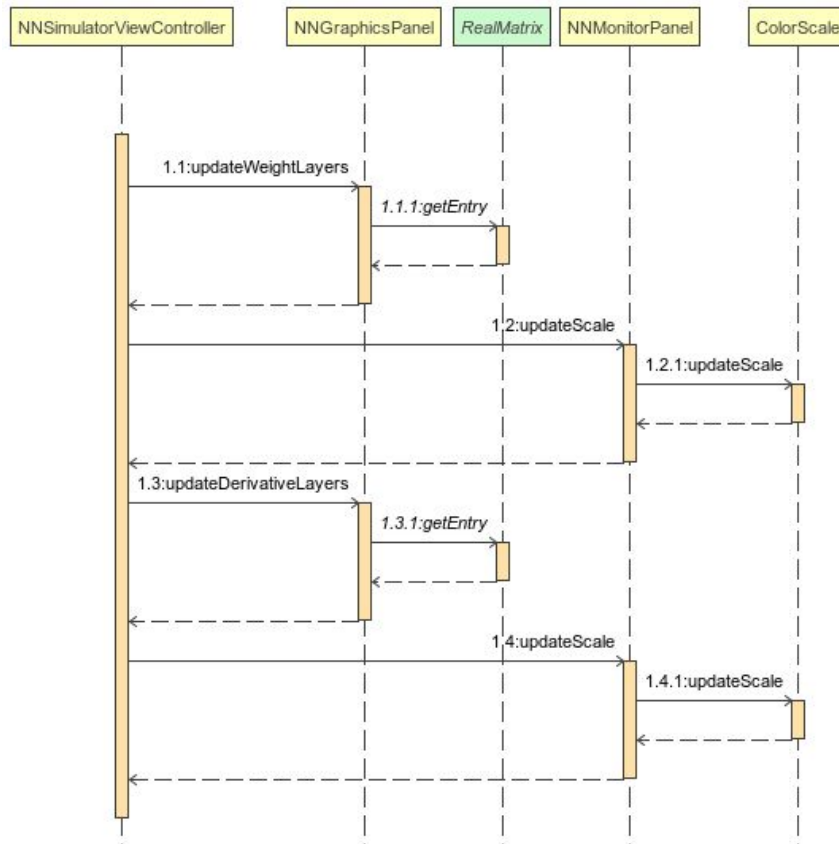 NNSimulatorViewController
NNGraphicsPanel
RealMatrix
NNMonitorPanel
ColorScale
1.1:updateWeightLayers
1.1.1:getEntry
1.2:updateScale
1.2.1:updateScale
1.3:updateDerivativeLayers
1.3.1:getEntry
1.4:updateScale
1.4.1:updateScale